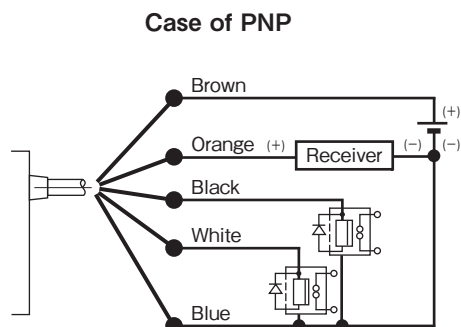 Case of PNP
Brown
(+)
Orange (+) Receiver (−) (−)
Black
White
Blue